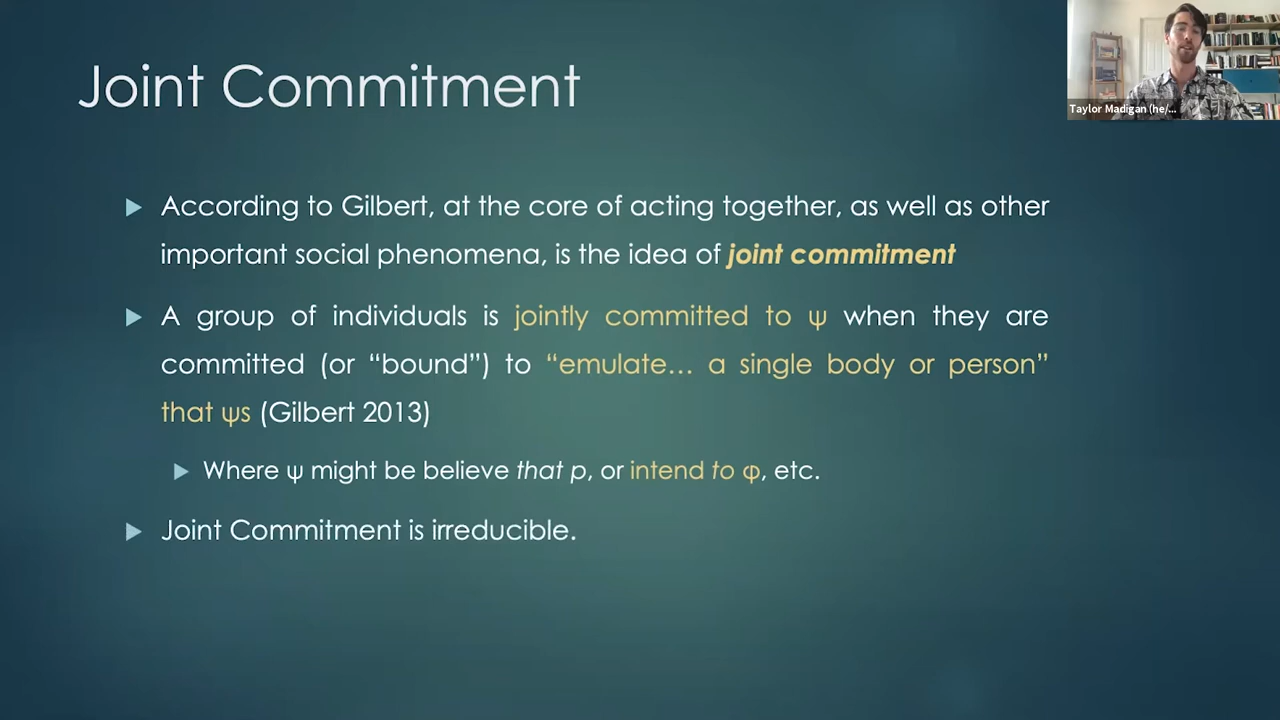 Joint Commitment
Taylor Madigan (he/...
According to Gilbert, at the core of acting together, as well as other
important social phenomena, is the idea of joint commitment
A group of individuals is jointly committed to ψ when they are
committed (or “bound”) to “emulate… a single body or person”
that ψs (Gilbert 2013)
Where ψ might be believe that p, or intend to φ, etc.
Joint Commitment is irreducible.